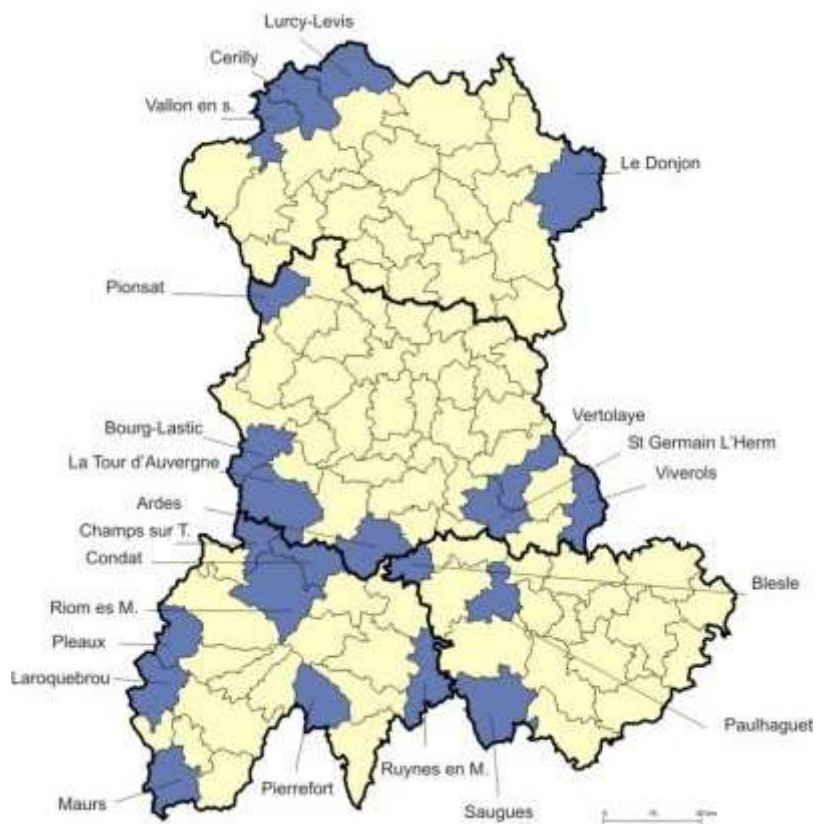 Lurcy-Levis
Cerilly
Vallon en s.
Le Donjon
Pionsat
Vertolaye
Bourg-Lastic
St Germain L'Herm
La Tour d'Auvergne
Viverols
Ardes
Champs sur T.
Condat
Blesle
Riom es M.
Pleaux
Laroquebrou
Paulhaguet
Ruynes en M.
Pierrefort
Maurs
Saugues